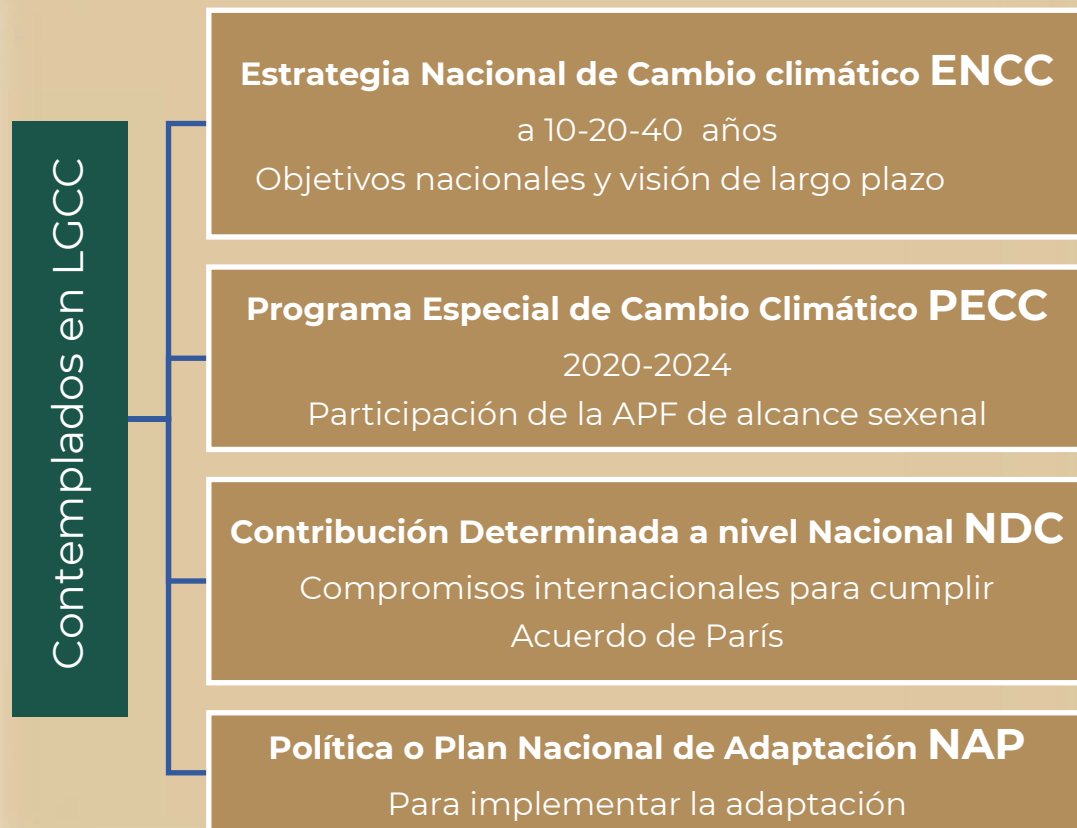 Contemplados en LGCC
Estrategia Nacional de Cambio climático ENCC
a 10-20-40 años
Objetivos nacionales y visión de largo plazo
Programa Especial de Cambio Climático PECC
2020-2024
Participación de la APF de alcance sexenal
Contribución Determinada a nivel Nacional NDC
Compromisos internacionales para cumplir
Acuerdo de París
Política o Plan Nacional de Adaptación NAP
Para implementar la adaptación